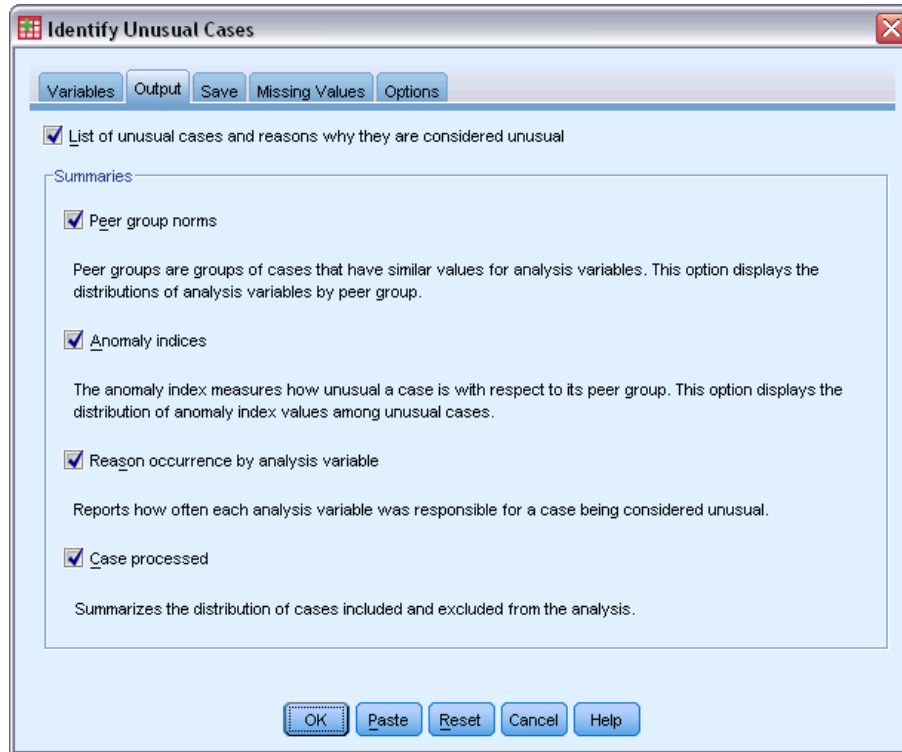 Identify Unusual Cases
Variables Output Save Missing Values Options
List of unusual cases and reasons why they are considered unusual
Summaries
Peer group norms
Peer groups are groups of cases that have similar values for analysis variables. This option displays the
distributions of analysis variables by peer group.
Anomaly indices
The anomaly index measures how unusual a case is with respect to its peer group. This option displays the
distribution of anomaly index values among unusual cases.
Reason occurrence by analysis variable
Reports how often each analysis variable was responsible for a case being considered unusual.
Case processed
Summarizes the distribution of cases included and excluded from the analysis.
OK Paste Reset Cancel Help